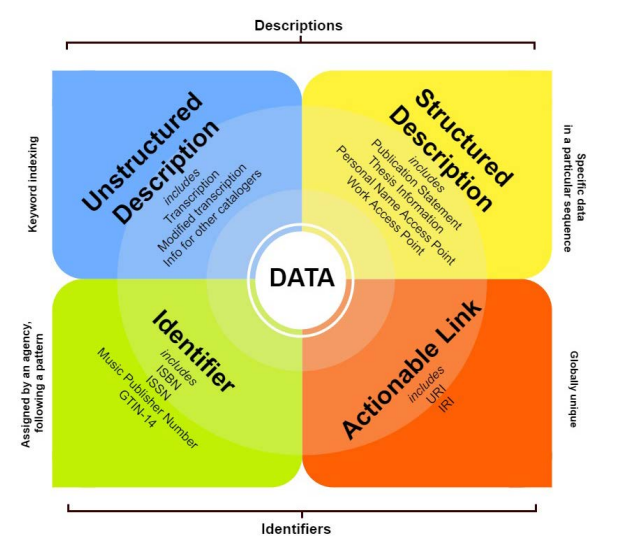 Descriptions
Keyword indexing
Unstructured
Description
includes
Transcription
Modified transcription
Info for other catalogers
Structured
Description
includes
Publication Statement
Thesis Information
Personal Name Access Point
Work Access Point
Specific data
in a particular sequence
DATA
Assigned by an agency,
following a pattern
Identifier
includes
ISBN
ISSN
Music Publisher Number
GTIN-14
Actionable Link
includes
URI
IRI
Globally unique
Identifiers